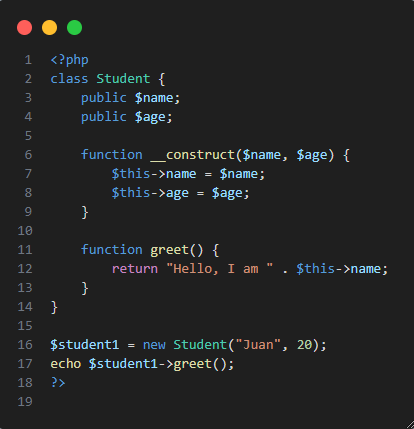 1 <?php
2 class Student {
3     public $name;
4     public $age;
5
6     function __construct($name, $age) {
7         $this->name = $name;
8         $this->age = $age;
9     }
10
11     function greet() {
12         return "Hello, I am " . $this->name;
13     }
14 }
15
16 $student1 = new Student("Juan", 20);
17 echo $student1->greet();
18 ?>
19